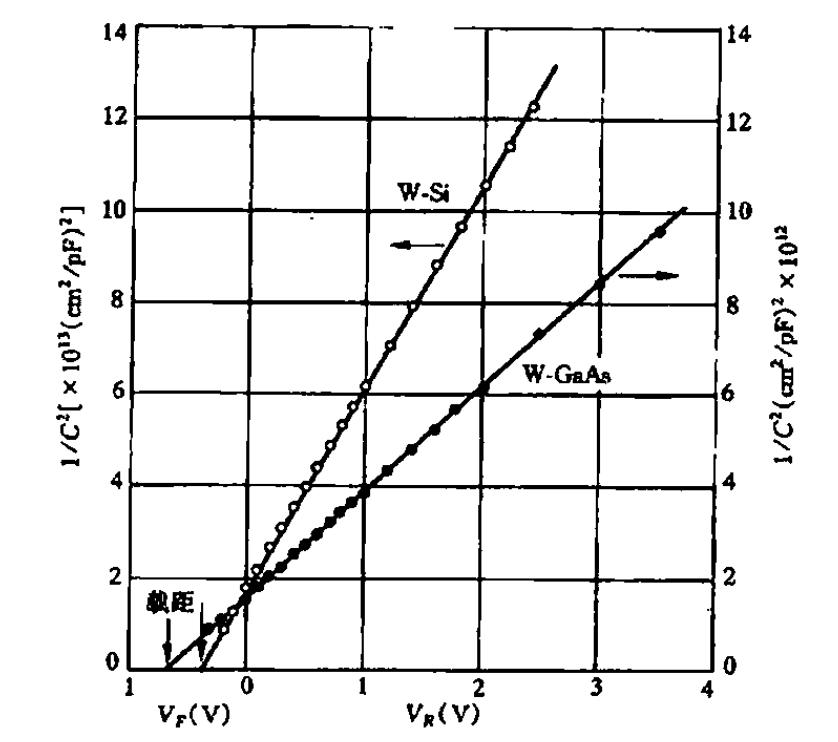 14
12
10
8
6
4
2
0
1/C²[×10¹³(cm²/pF)²]
14
12
10
8
6
4
2
0
1/C²(cm²/pF)²×10¹²
W-Si
W-GaAs
截距
1 0 1 2 3 4
V_F(V) V_R(V)